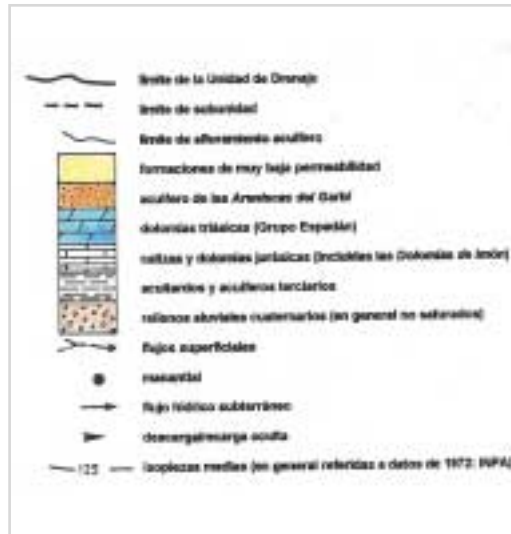 límite de la Unidad de Drenaje
límite de subunidad
límite de afloramiento acuífero
formaciones de muy baja permeabilidad
acuífero de las Areniscas del Garbí
dolomías triásicas (Grupo Espadán)
calizas y dolomías jurásicas (incluidas las Dolomías de Imón)
acuitardos y acuíferos terciarios
rellenos aluviales cuaternarios (en general no saturados)
flujos superficiales
manantial
flujo hídrico subterráneo
descarga/recarga oculta
125
isopiezas medias (en general referidas a datos de 1972: INPA)